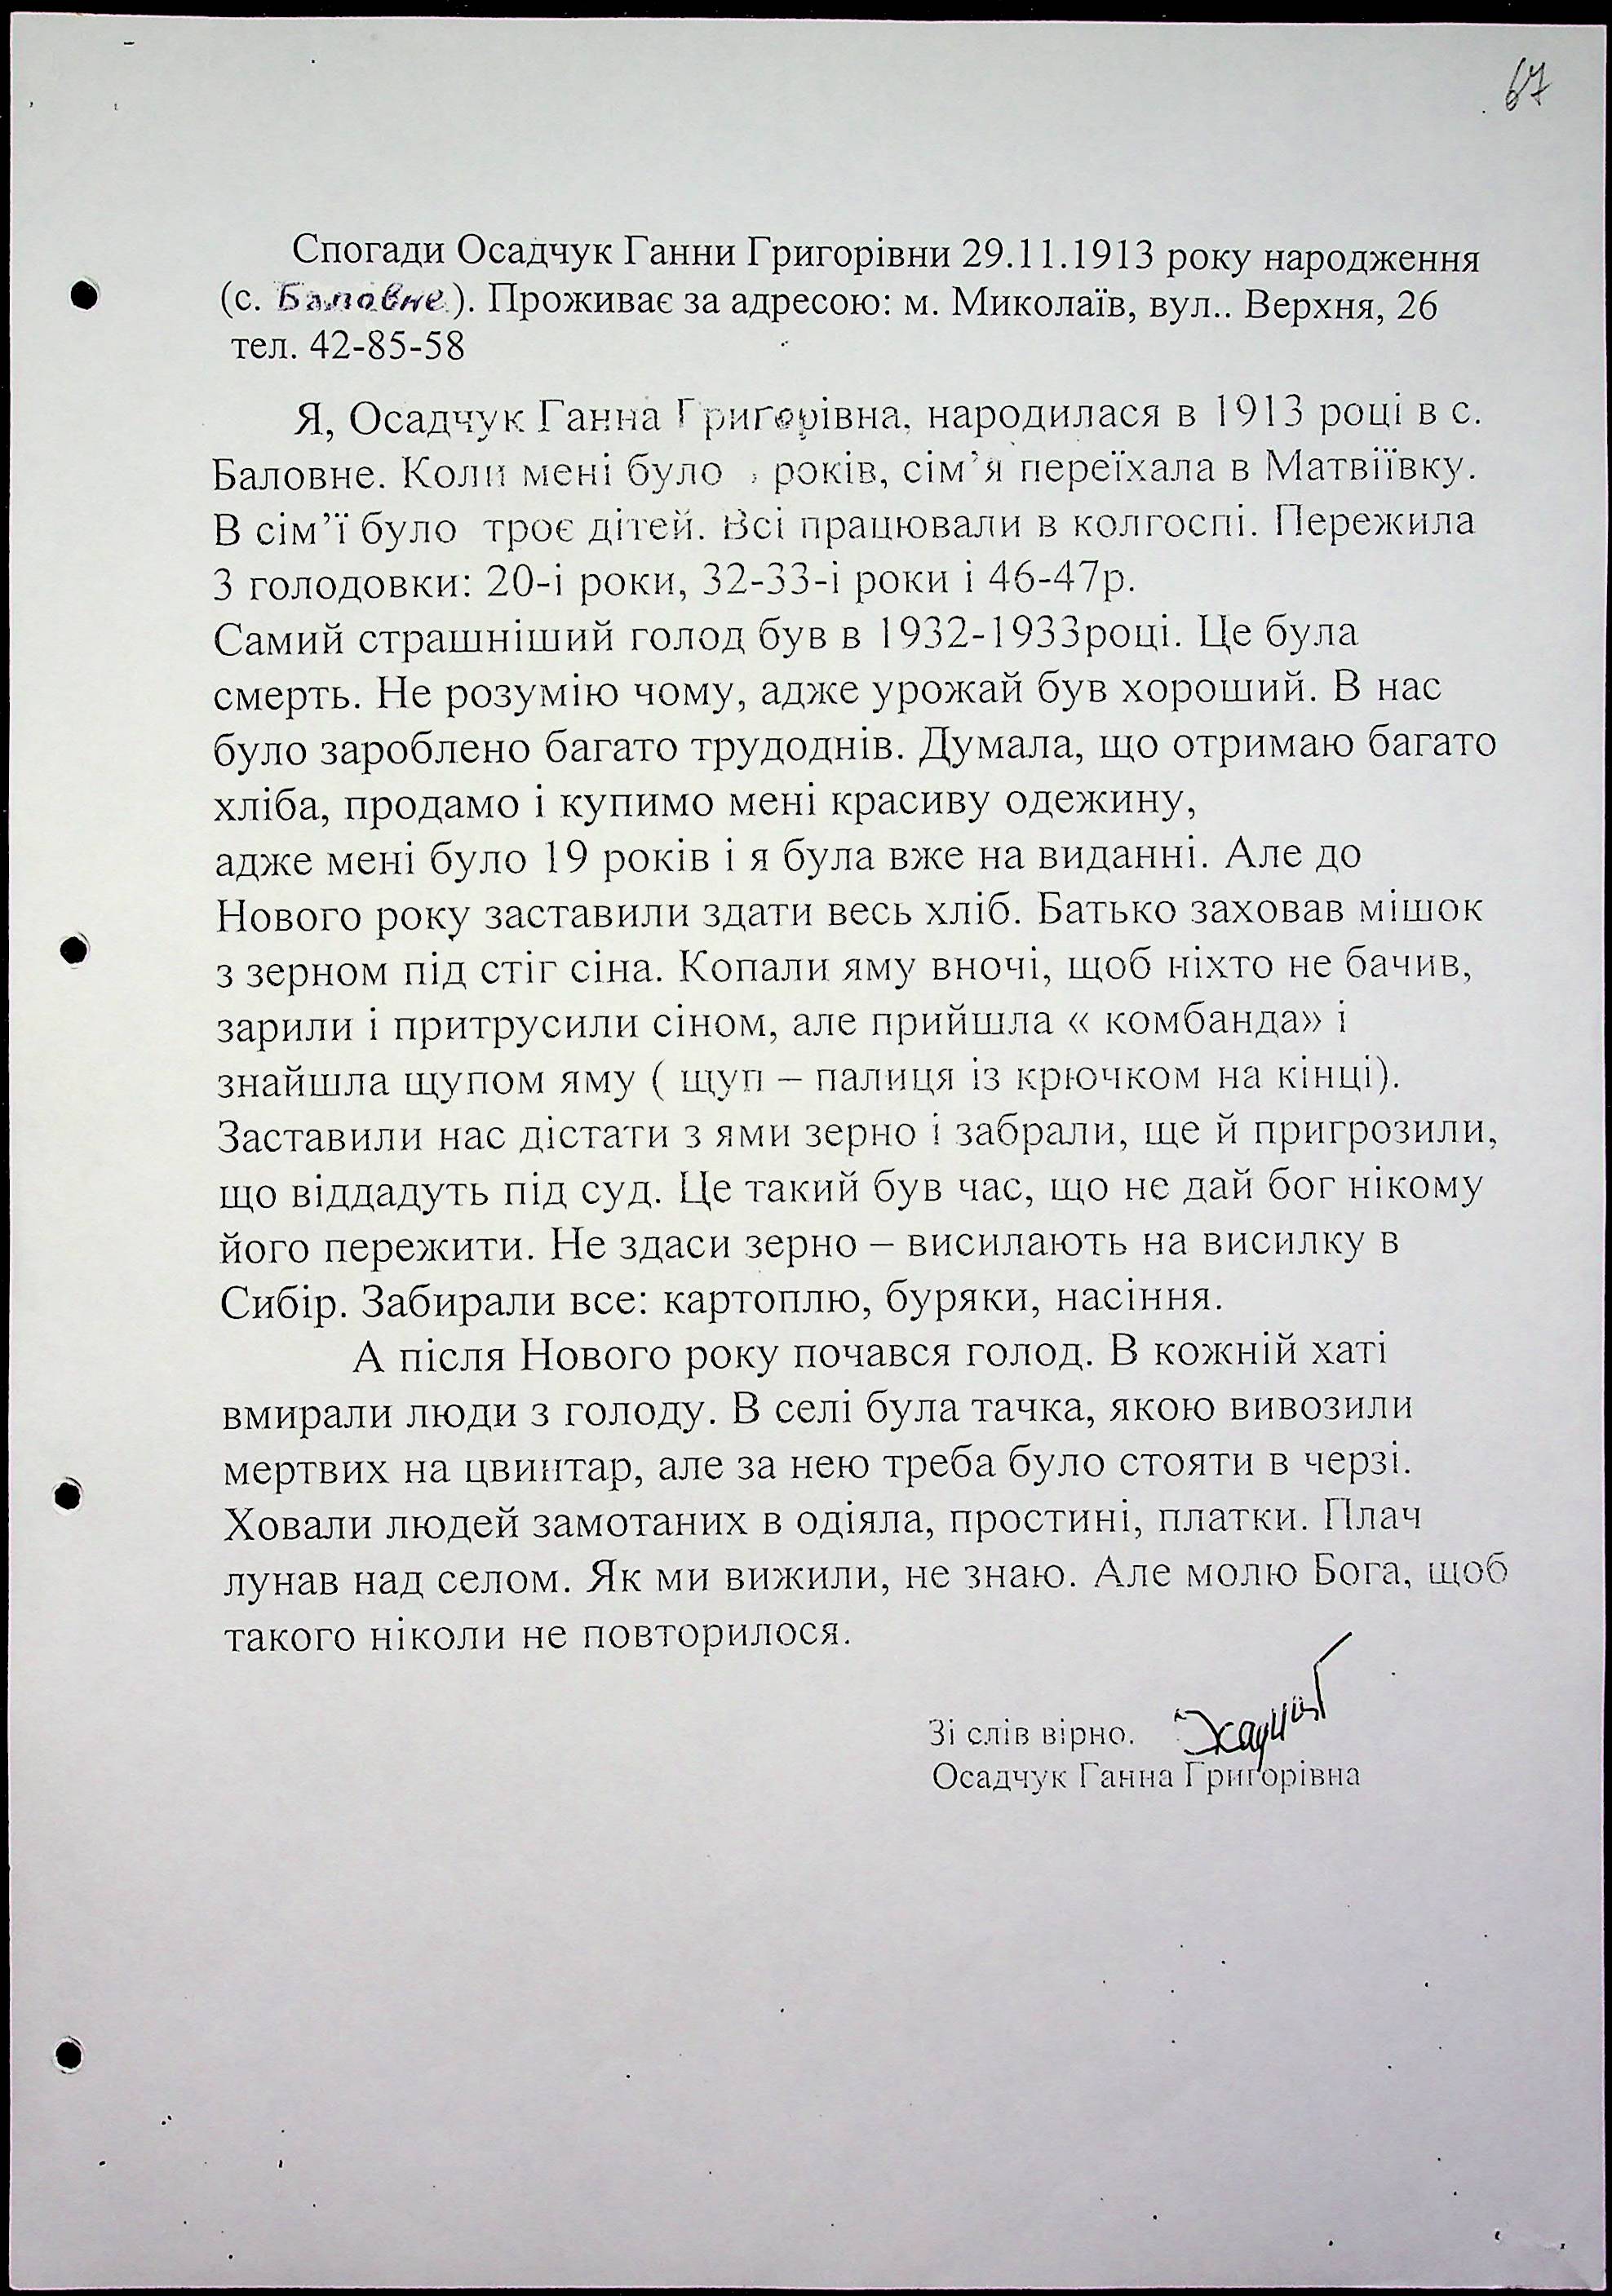 67
Спогади Осадчук Ганни Григорівни 29.11.1913 року народження
(с. Баловне). Проживає за адресою: м. Миколаїв, вул.. Верхня, 26
тел. 42-85-58
Я, Осадчук Ганна Григорівна, народилася в 1913 році в с.
Баловне. Коли мені було років, сім’я переїхала в Матвіївку.
В сім’ї було троє дітей. Всі працювали в колгоспі. Пережила
3 голодовки: 20-і роки, 32-33-і роки і 46-47р.
Самий страшніший голод був в 1932-1933році. Це була
смерть. Не розумію чому, адже урожай був хороший. В нас
було зароблено багато трудоднів. Думала, що отримаю багато
хліба, продамо і купимо мені красиву одежину,
адже мені було 19 років і я була вже на виданні. Але до
Нового року заставили здати весь хліб. Батько заховав мішок
з зерном під стіг сіна. Копали яму вночі, щоб ніхто не бачив,
зарили і притрусили сіном, але прийшла « комбанда» і
знайшла щупом яму ( щуп – палиця із крючком на кінці).
Заставили нас дістати з ями зерно і забрали, ще й пригрозили,
що віддадуть під суд. Це такий був час, що не дай бог нікому
його пережити. Не здаси зерно – висилають на висилку в
Сибір. Забирали все: картоплю, буряки, насіння.
А після Нового року почався голод. В кожній хаті
вмирали люди з голоду. В селі була тачка, якою вивозили
мертвих на цвинтар, але за нею треба було стояти в черзі.
Ховали людей замотаних в одіяла, простині, платки. Плач
лунав над селом. Як ми вижили, не знаю. Але молю Бога, щоб
такого ніколи не повторилося.
Зі слів вірно.
Осадчук Ганна Григорівна